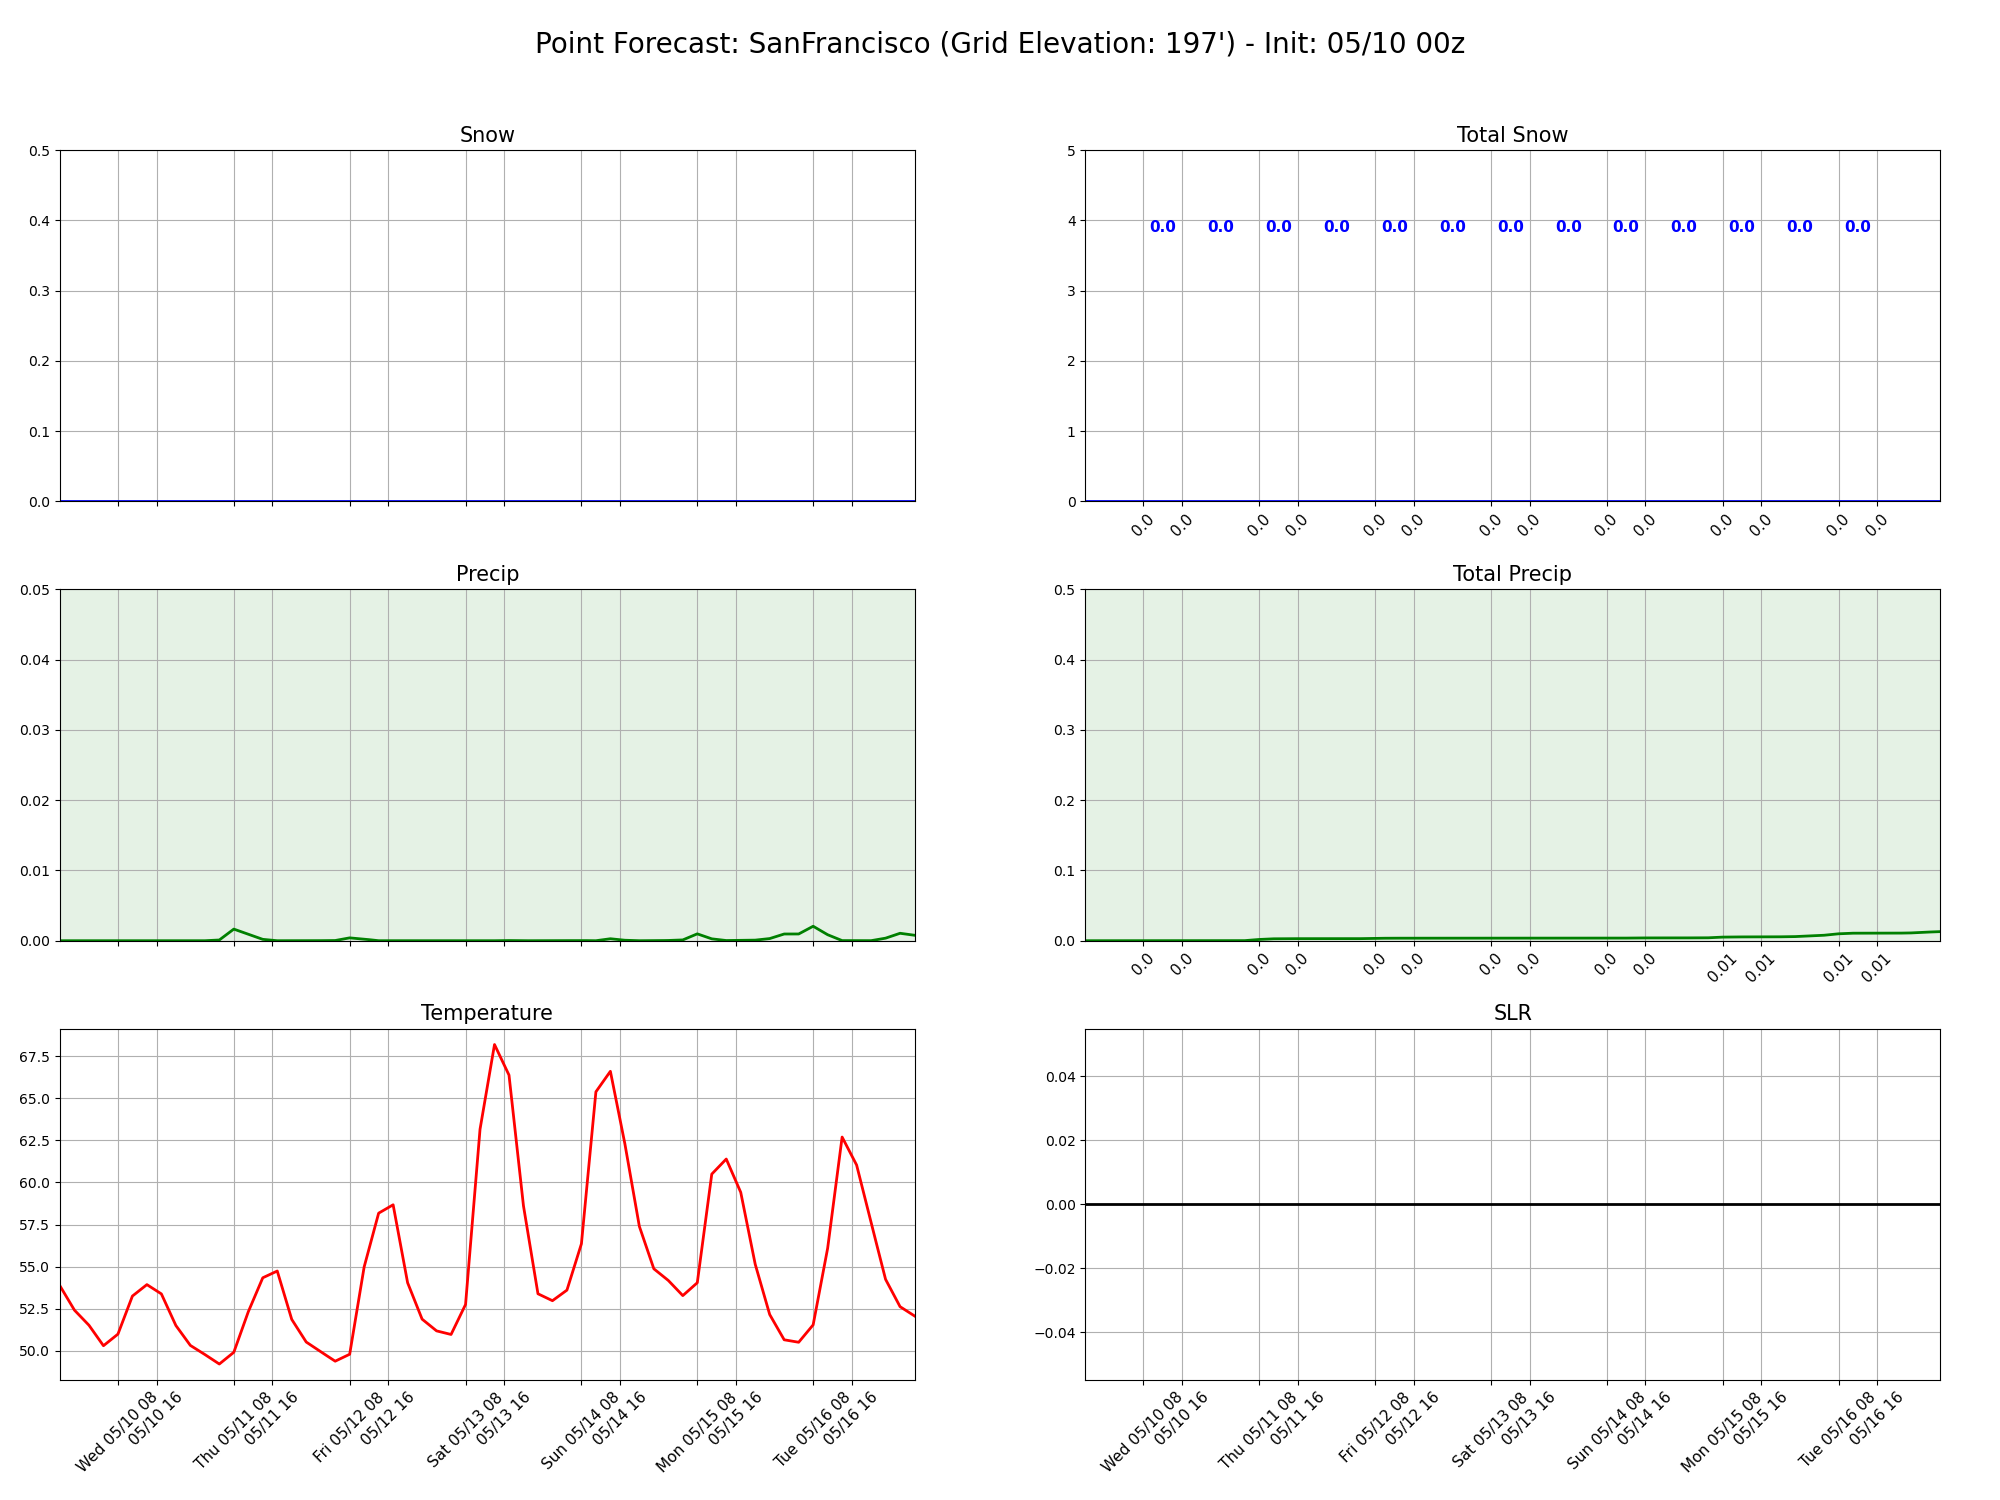 Point Forecast: SanFrancisco (Grid Elevation: 197') - Init: 05/10 00z
Snow
0.5
0.4
0.3
0.2
0.1
0.0
Total Snow
5
4
3
2
1
0
0.0 0.0 0.0 0.0 0.0 0.0 0.0 0.0 0.0 0.0 0.0 0.0 0.0
0.0 0.0 0.0 0.0 0.0 0.0 0.0 0.0 0.0 0.0 0.0 0.0 0.0 0.0
Precip
0.05
0.04
0.03
0.02
0.01
0.00
Total Precip
0.5
0.4
0.3
0.2
0.1
0.0
0.0 0.0 0.0 0.0 0.0 0.0 0.0 0.0 0.0 0.0 0.01 0.01 0.01 0.01
Temperature
67.5
65.0
62.5
60.0
57.5
55.0
52.5
50.0
Wed 05/10 08
05/10 16
Thu 05/11 08
05/11 16
Fri 05/12 08
05/12 16
Sat 05/13 08
05/13 16
Sun 05/14 08
05/14 16
Mon 05/15 08
05/15 16
Tue 05/16 08
05/16 16
SLR
0.04
0.02
0.00
−0.02
−0.04
Wed 05/10 08
05/10 16
Thu 05/11 08
05/11 16
Fri 05/12 08
05/12 16
Sat 05/13 08
05/13 16
Sun 05/14 08
05/14 16
Mon 05/15 08
05/15 16
Tue 05/16 08
05/16 16